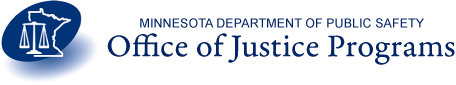 MINNESOTA DEPARTMENT OF PUBLIC SAFETY
Office of Justice Programs